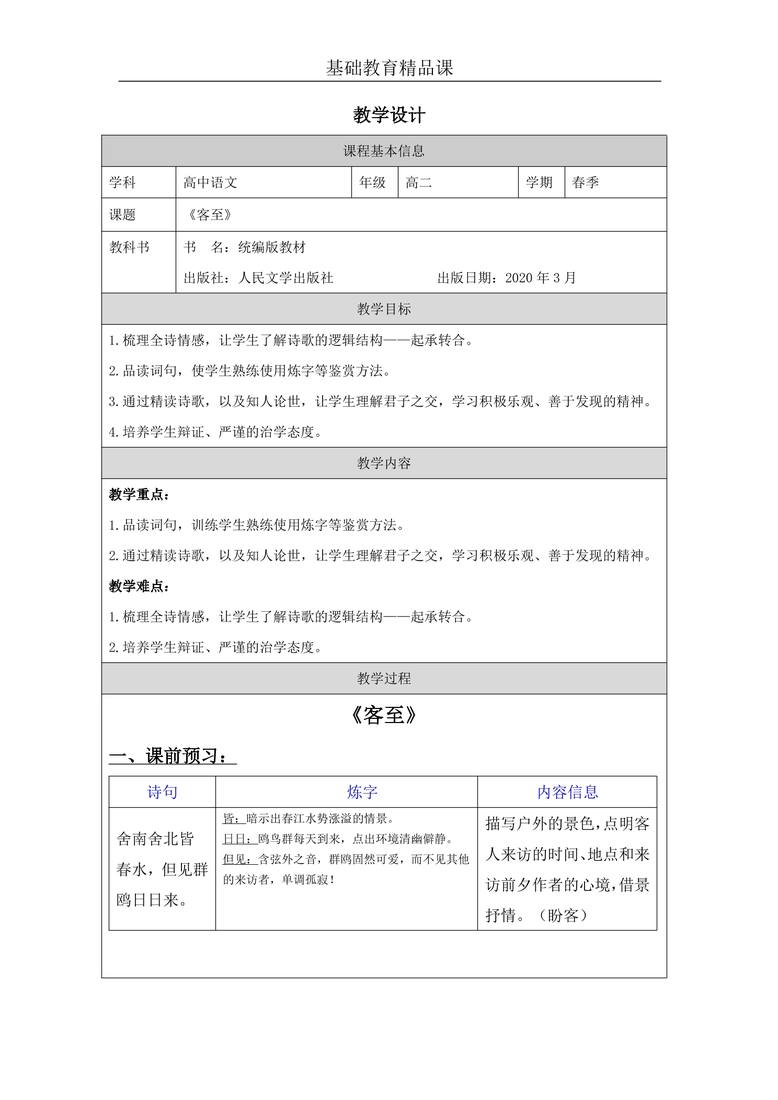 基础教育精品课
教学设计
课程基本信息
学科 高中语文 年级 高二 学期 春季
课题 《客至》
教科书 书 名：统编版教材
出版社：人民文学出版社 出版日期：2020 年 3 月
教学目标
1.梳理全诗情感，让学生了解诗歌的逻辑结构——起承转合。
2.品读词句，使学生熟练使用炼字等鉴赏方法。
3.通过精读诗歌，以及知人论世，让学生理解君子之交，学习积极乐观、善于发现的精神。
4.培养学生辩证、严谨的治学态度。
教学内容
教学重点：
1.品读词句，训练学生熟练使用炼字等鉴赏方法。
2.通过精读诗歌，以及知人论世，让学生理解君子之交，学习积极乐观、善于发现的精神。
教学难点：
1.梳理全诗情感，让学生了解诗歌的逻辑结构——起承转合。
2.培养学生辩证、严谨的治学态度。
教学过程
《客至》
一、课前预习：
诗句 炼字 内容信息
舍南舍北皆
春水，但见群
鸥日日来。
皆：暗示出春江水势涨溢的情景。
日日：鸥鸟群每天到来，点出环境清幽僻静。
但见：含弦外之音，群鸥固然可爱，而不见其他
的来访者，单调孤寂！
描写户外的景色，点明客
人来访的时间、地点和来
访前夕作者的心境，借景
抒情。（盼客）